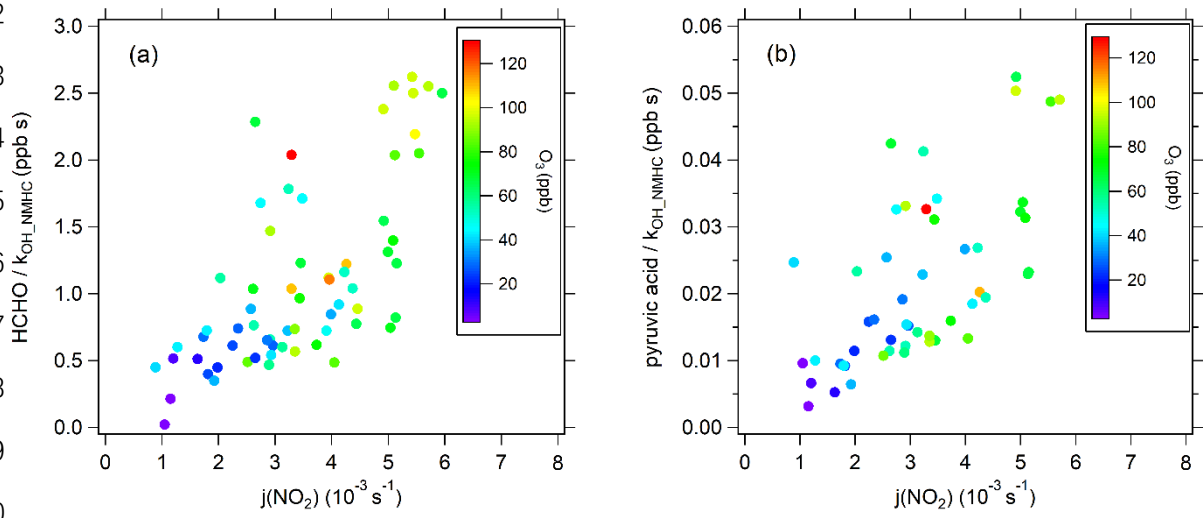 (a)
HCHO / k_OH_NMHC (ppb s)
3.0
2.5
2.0
1.5
1.0
0.5
0.0
0 1 2 3 4 5 6 7 8
j(NO₂) (10⁻³ s⁻¹)
120
100
80
60
40
20
O₃ (ppb)
(b)
pyruvic acid / k_OH_NMHC (ppb s)
0.06
0.05
0.04
0.03
0.02
0.01
0.00
0 1 2 3 4 5 6 7 8
j(NO₂) (10⁻³ s⁻¹)
120
100
80
60
40
20
O₃ (ppb)